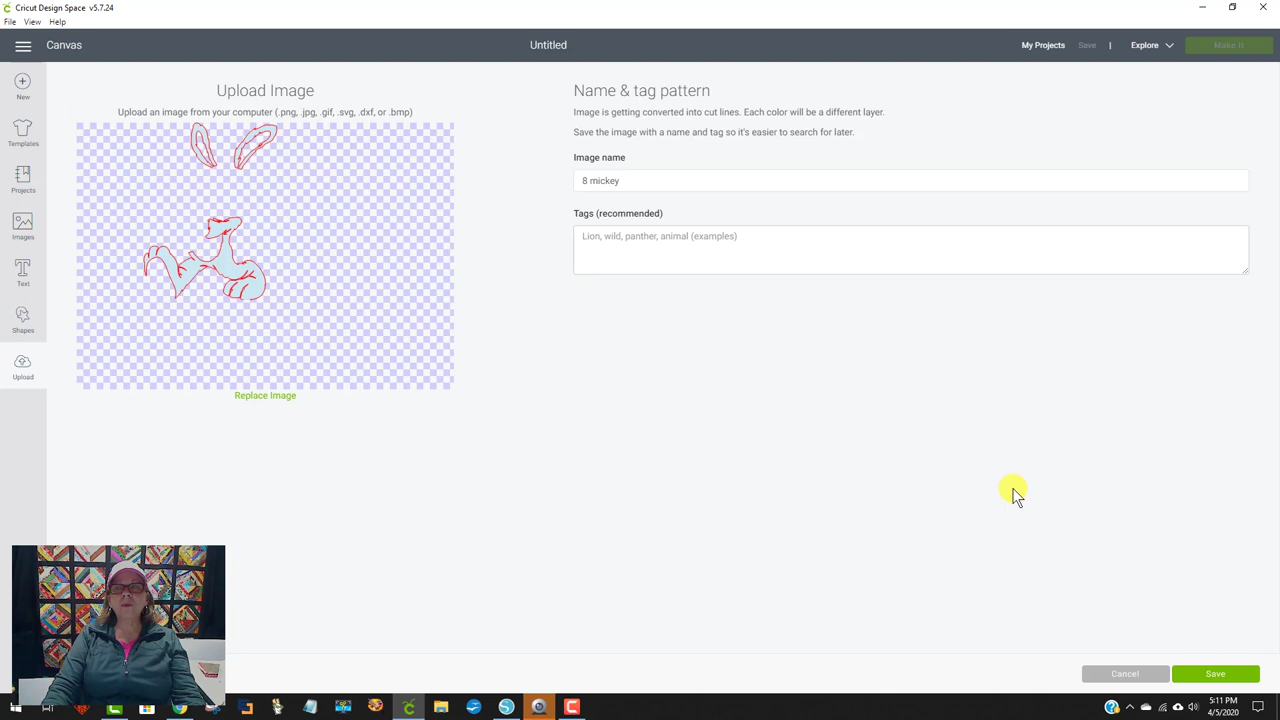 Cricut Design Space v5.7.24
File View Help
Canvas
Untitled
My Projects Save | Explore Make It
New
Templates
Projects
Images
Text
Shapes
Upload
Upload Image
Upload an image from your computer (.png, .jpg, .gif, .svg, .dxf, or .bmp)
Replace Image
Name & tag pattern
Image is getting converted into cut lines. Each color will be a different layer.
Save the image with a name and tag so it's easier to search for later.
Image name
8 mickey
Tags (recommended)
Lion, wild, panther, animal (examples)
Cancel Save
5:11 PM
4/5/2020